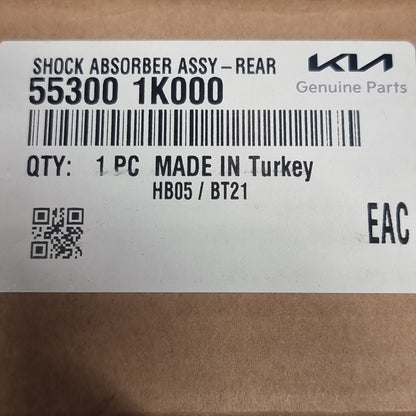 SHOCK ABSORBER ASSY-REAR
KIA
55300 1K000
Genuine Parts
QTY: 1 PC MADE IN Turkey
HB05 / BT21
EAC